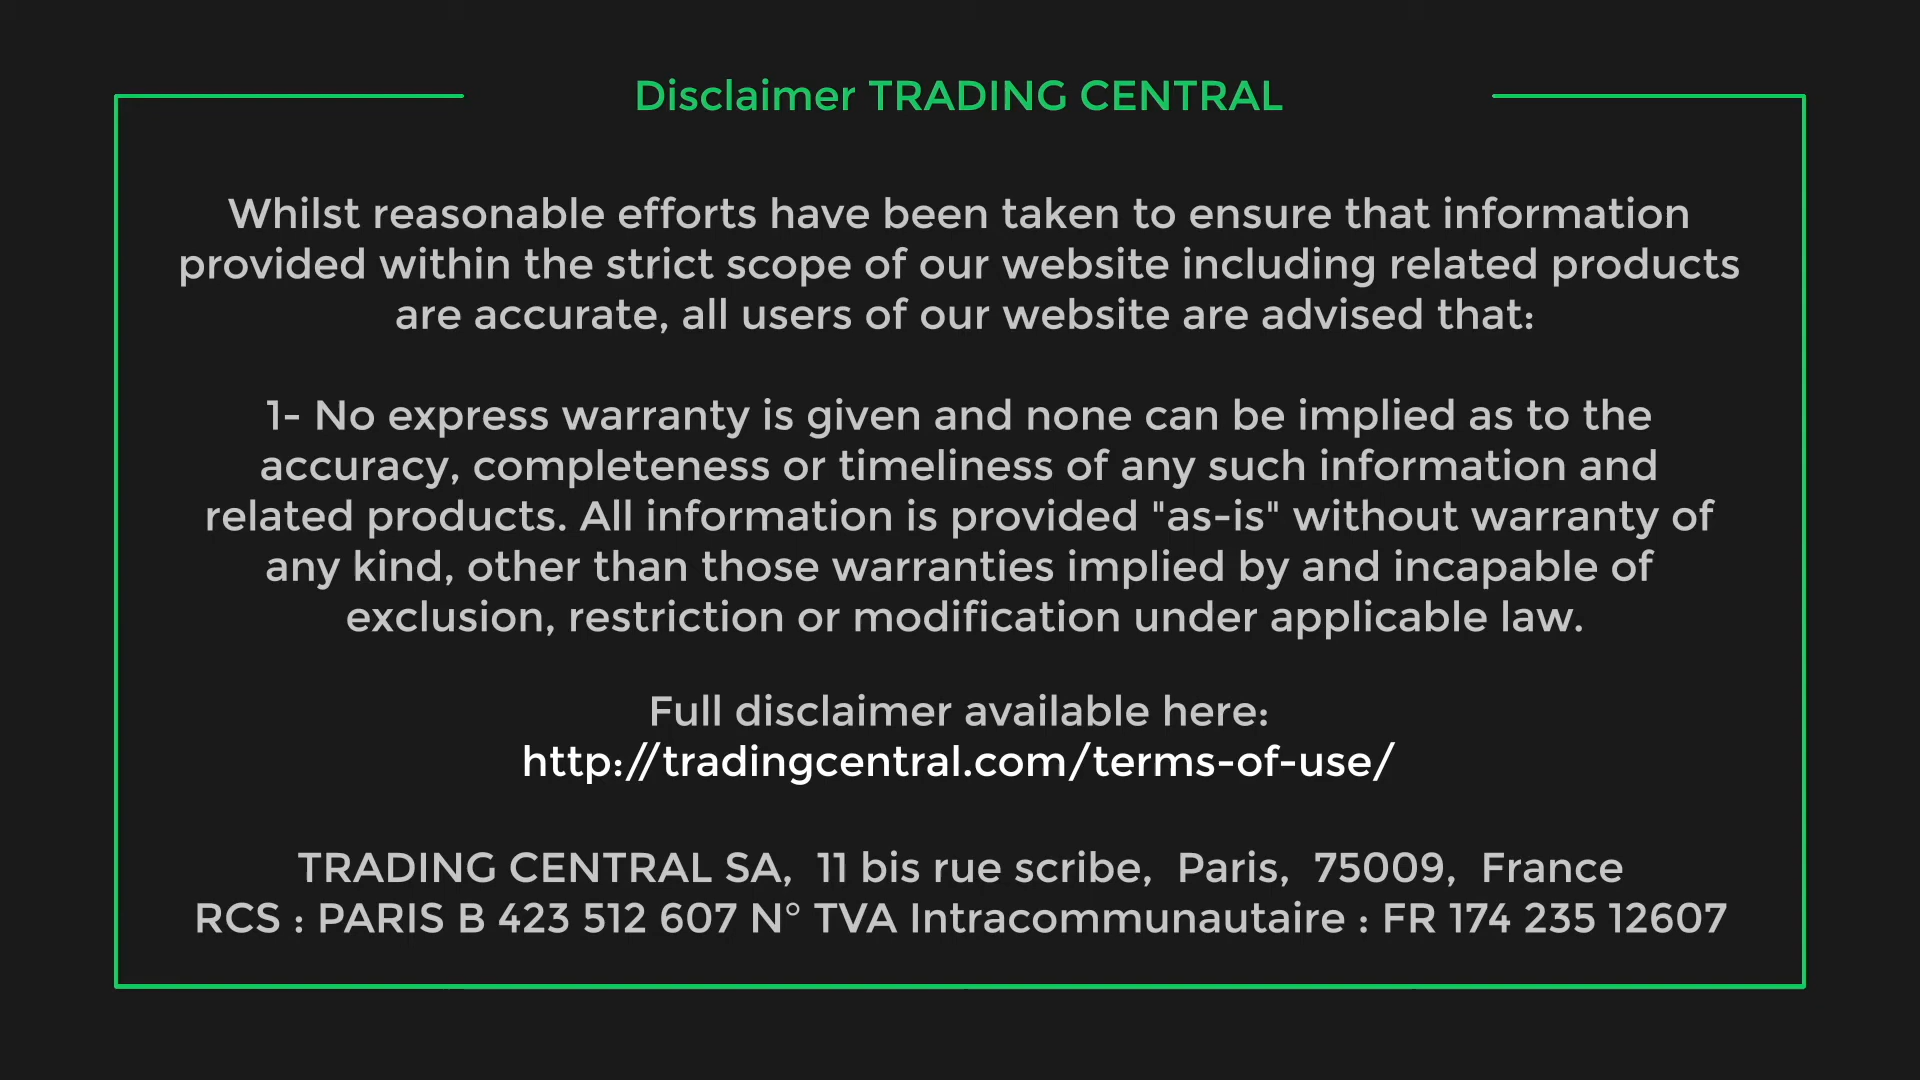 Disclaimer TRADING CENTRAL
Whilst reasonable efforts have been taken to ensure that information
provided within the strict scope of our website including related products
are accurate, all users of our website are advised that:
1- No express warranty is given and none can be implied as to the
accuracy, completeness or timeliness of any such information and
related products. All information is provided "as-is" without warranty of
any kind, other than those warranties implied by and incapable of
exclusion, restriction or modification under applicable law.
Full disclaimer available here:
http://tradingcentral.com/terms-of-use/
TRADING CENTRAL SA, 11 bis rue scribe, Paris, 75009, France
RCS : PARIS B 423 512 607 N° TVA Intracommunautaire : FR 174 235 12607